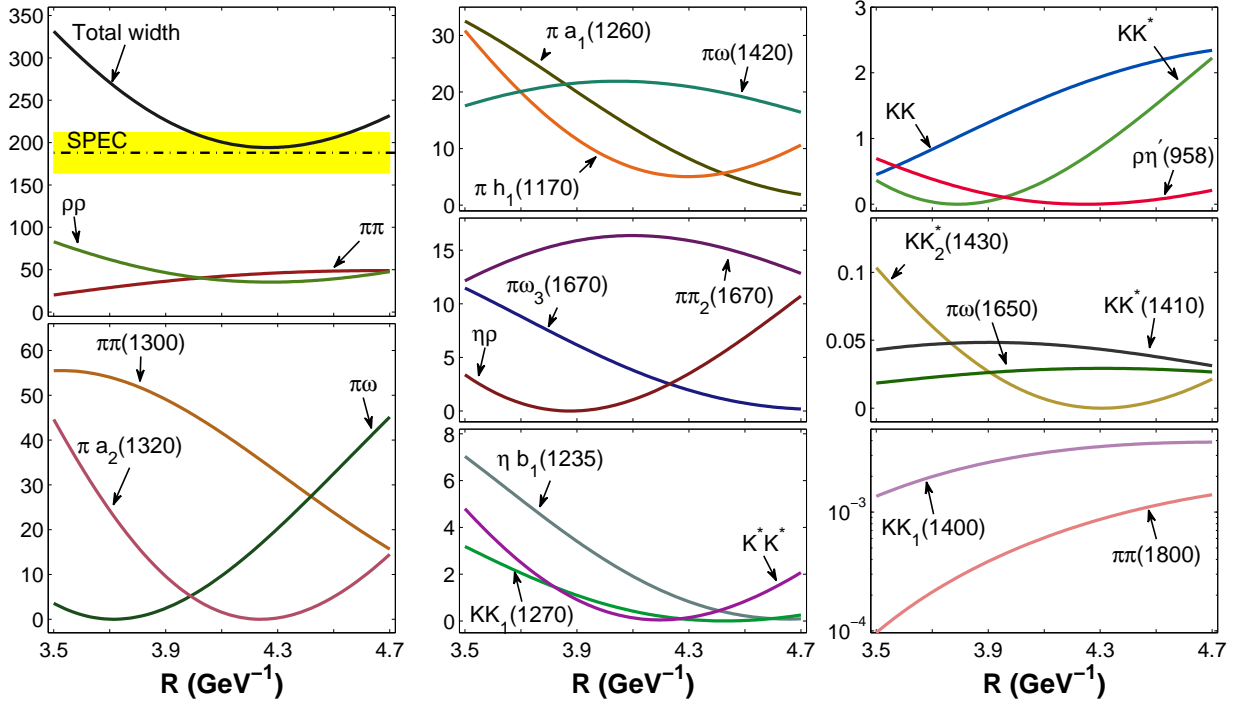 350
300
250
200
150
100
50
0
Total width
SPEC
ρρ
ππ
60
50
40
30
20
10
0
ππ(1300)
πω
π a₂(1320)
3.5 3.9 4.3 4.7
R (GeV⁻¹)
30
20
10
0
π a₁(1260)
πω(1420)
π h₁(1170)
15
10
5
0
πω₃(1670)
ππ₂(1670)
ηρ
8
6
4
2
0
η b₁(1235)
K*K*
KK₁(1270)
3.5 3.9 4.3 4.7
R (GeV⁻¹)
3
2
1
0
KK*
KK
ρη′(958)
0.1
0.05
0
KK*₂(1430)
πω(1650)
KK*(1410)
10⁻³
10⁻⁴
KK₁(1400)
ππ(1800)
3.5 3.9 4.3 4.7
R (GeV⁻¹)